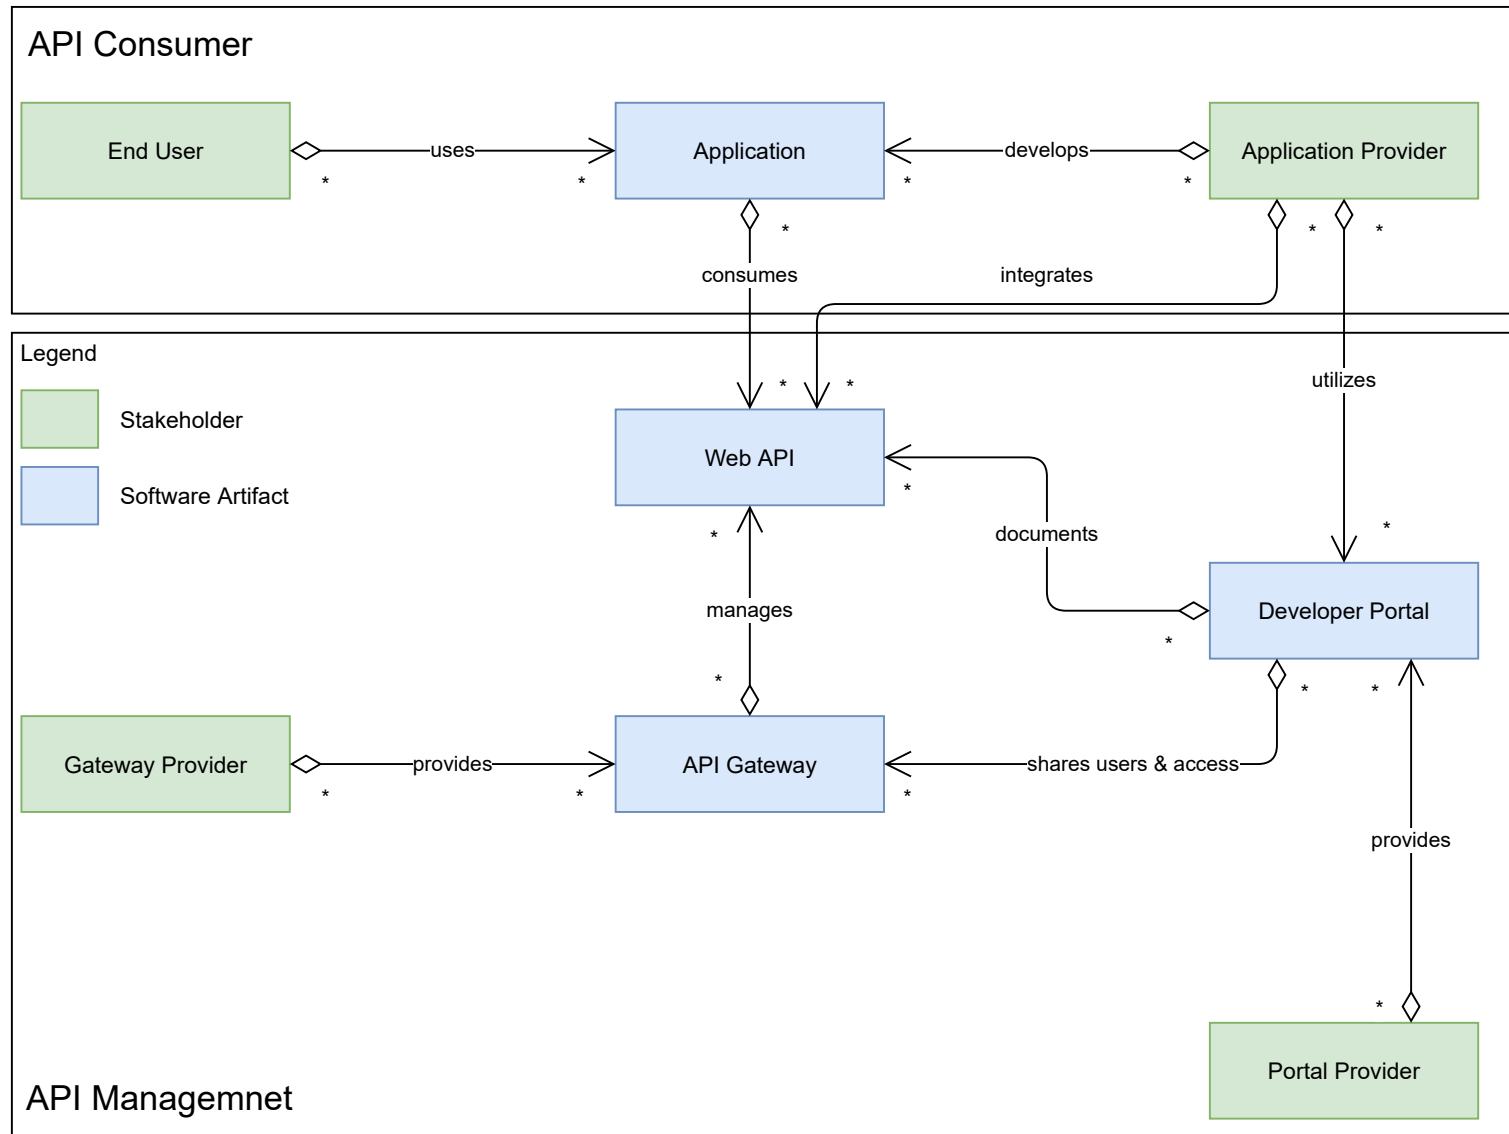 API Consumer
End User
uses
Application
develops
Application Provider
*
*
*
*
*
*
*
consumes
integrates
Legend
Stakeholder
Software Artifact
utilizes
*
*
Web API
*
*
documents
*
manages
Developer Portal
*
*
*
*
Gateway Provider
provides
API Gateway
shares users & access
*
*
*
provides
*
Portal Provider
API Managemnet